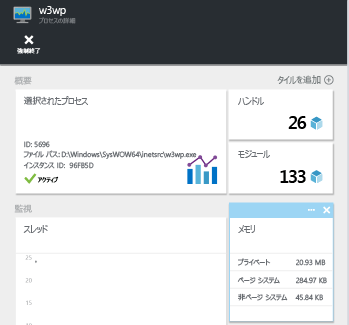 w3wp
プロセスの詳細
強制終了
概要
タイルを追加
選択されたプロセス
ID: 5696
ファイル パス: D:\Windows\SysWOW64\inetsrc\w3wp.exe
インスタンス ID: 96FB5D
アクティブ
ハンドル
26
モジュール
133
監視
スレッド
25
20
15
10
メモリ
プライベート 20.93 MB
ページ システム 284.97 KB
非ページ システム 45.84 KB